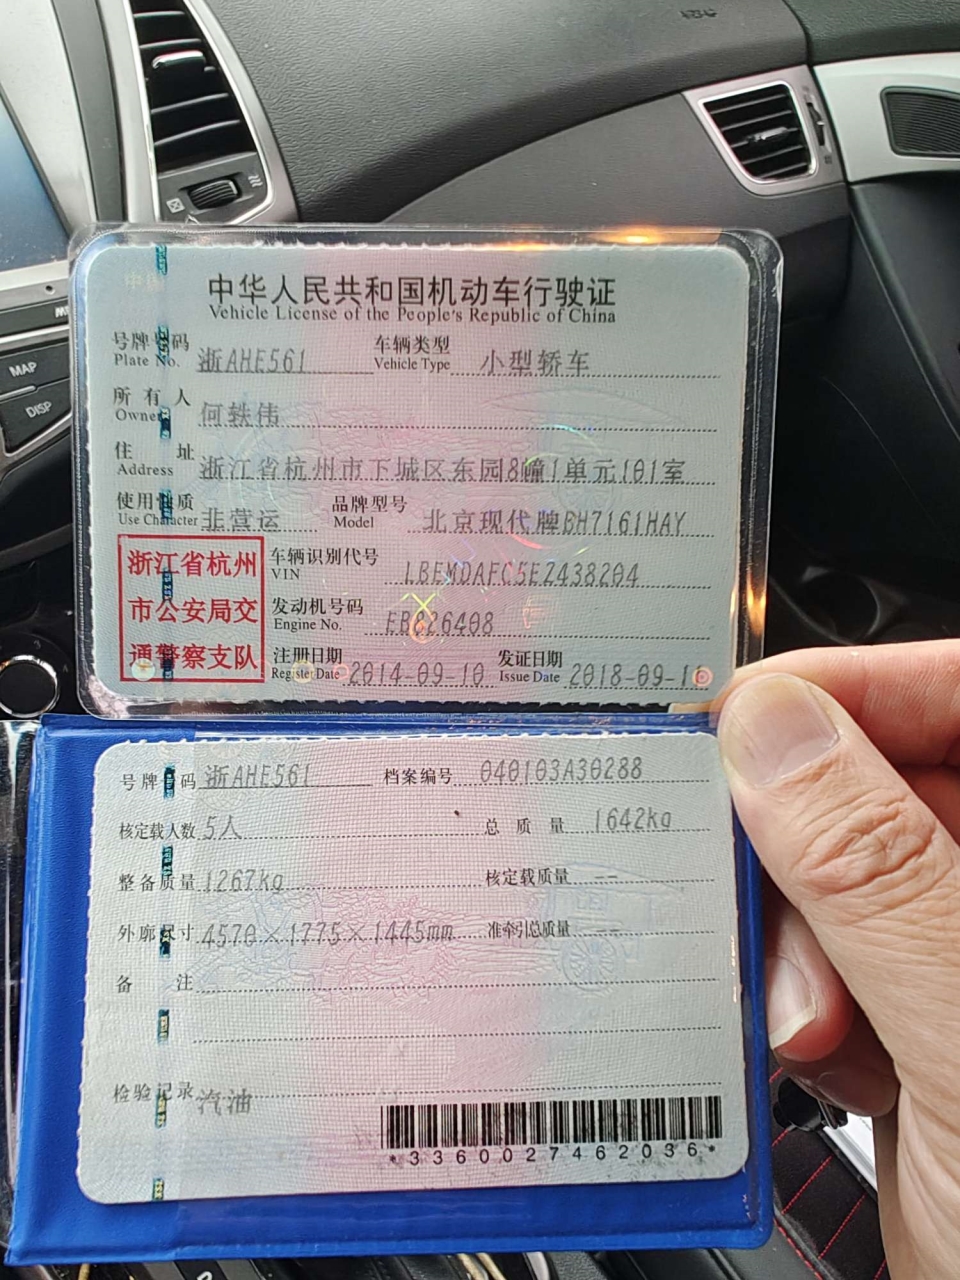 MAP
DISP
中华人民共和国机动车行驶证
Vehicle License of the People's Republic of China
号牌号码 浙AHE561 车辆类型 小型轿车
Plate No. Vehicle Type
所有人 何轶伟
Owner
住址 浙江省杭州市下城区东园8幢1单元101室
Address
使用性质 非营运 品牌型号 北京现代牌BH7161HAY
Use Character Model
浙江省杭州
市公安局交
通警察支队
车辆识别代号 LBEMDAFC5EZ438204
VIN
发动机号码 EB826408
Engine No.
注册日期 2014-09-10 发证日期
Register Date Issue Date
号牌号码 浙AHE561 档案编号 040103A30288
核定载人数 5人 总质量 1642kg
整备质量 1267kg 核定载质量 --
外廓尺寸 4570×1775×1445mm 准牵引总质量 --
备注
检验记录 汽油
*3360027462036*